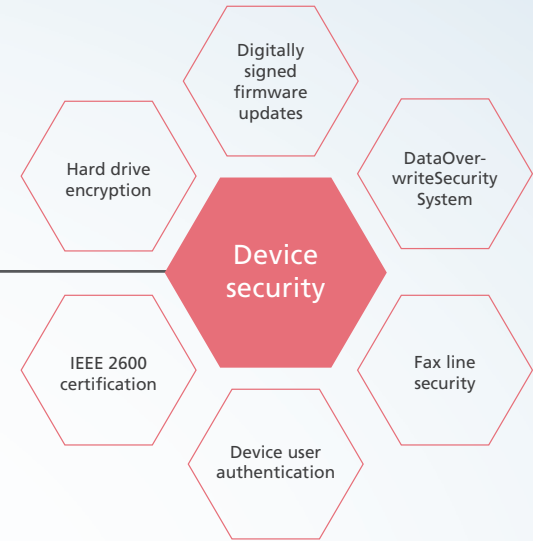 Digitally
signed
firmware
updates
Hard drive
encryption
DataOver-
writeSecurity
System
Device
security
IEEE 2600
certification
Fax line
security
Device user
authentication